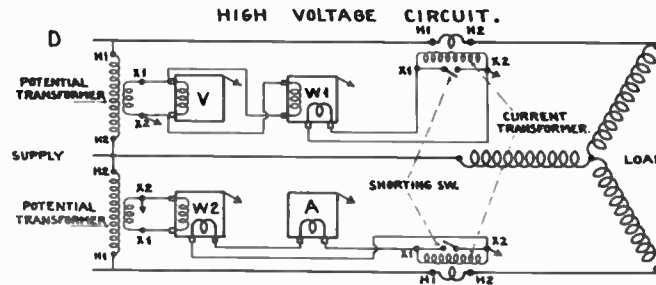 HIGH VOLTAGE CIRCUIT.
D
H1 H2
H1
X1
X2
POTENTIAL
TRANSFORMER
V
W1
X1
X2
H2
CURRENT
TRANSFORMER
SUPPLY
LOAD
H2
X2
SHORTING SW.
POTENTIAL
TRANSFORMER
W2
A
X1
X1
X2
H1
H1 H2